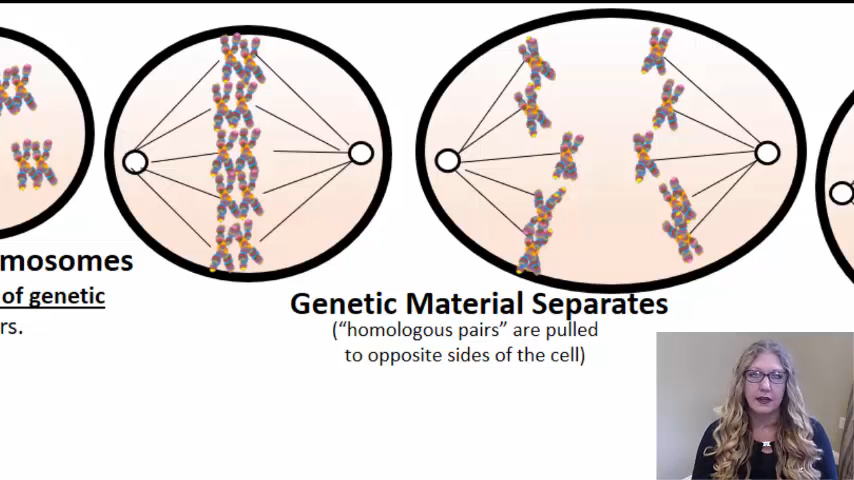 mosomes
of genetic
rs.
Genetic Material Separates
("homologous pairs" are pulled
to opposite sides of the cell)